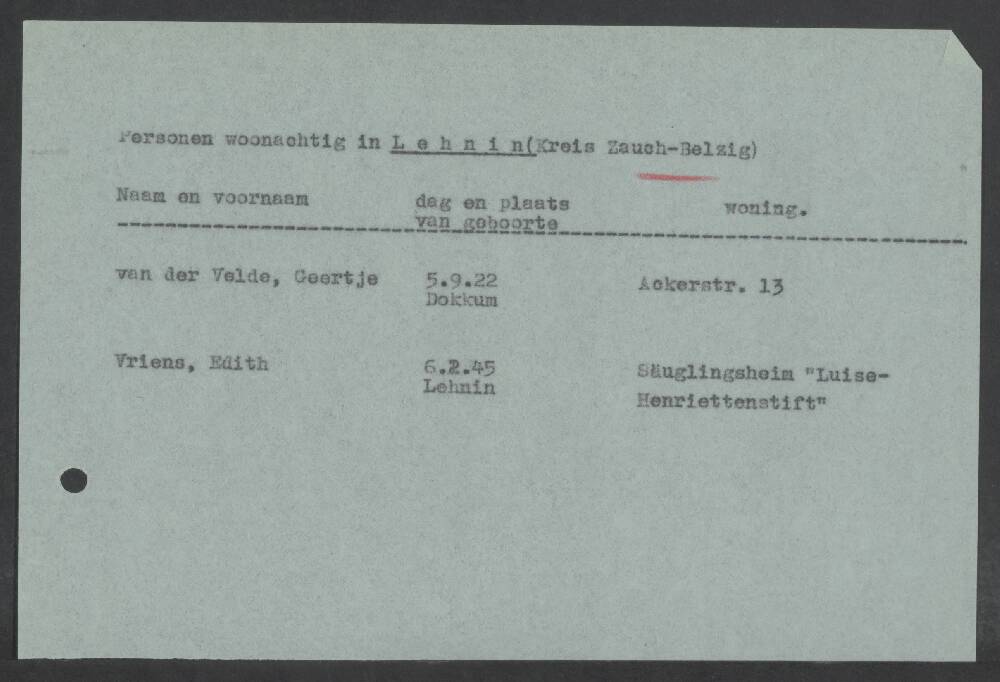 Personen woonachtig in L e h n i n(Kreis Zauch-Belzig)
Naam en voornaam dag en plaats woning.
van geboorte
van der Velde, Geertje 5.9.22 Ackerstr. 13
Dokkum
Vriens, Edith 6.2.45 Säuglingsheim "Luise-
Lehnin Henriettenstift"